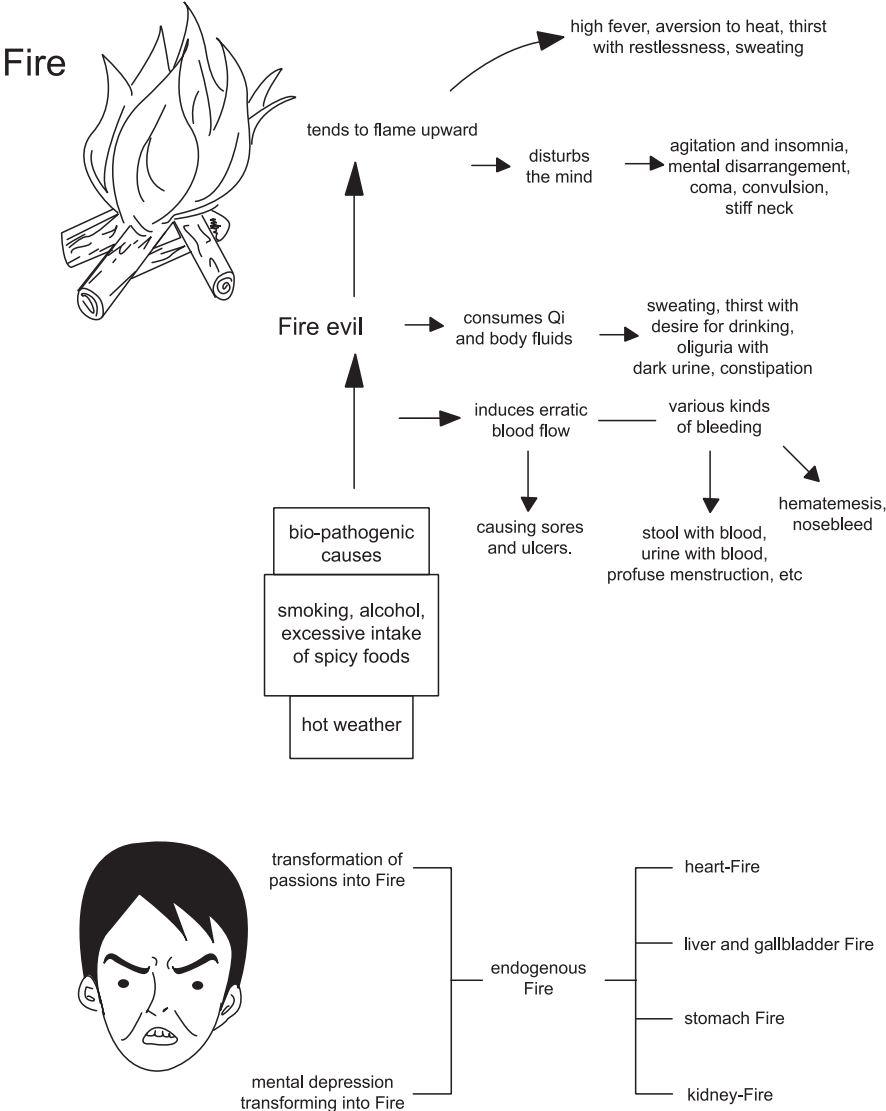 Fire
high fever, aversion to heat, thirst
with restlessness, sweating
tends to flame upward
disturbs
the mind
agitation and insomnia,
mental disarrangement,
coma, convulsion,
stiff neck
Fire evil
consumes Qi
and body fluids
sweating, thirst with
desire for drinking,
oliguria with
dark urine, constipation
induces erratic
blood flow
various kinds
of bleeding
causing sores
and ulcers.
stool with blood,
urine with blood,
profuse menstruation, etc
hematemesis,
nosebleed
bio-pathogenic
causes
smoking, alcohol,
excessive intake
of spicy foods
hot weather
transformation of
passions into Fire
mental depression
transforming into Fire
endogenous
Fire
heart-Fire
liver and gallbladder Fire
stomach Fire
kidney-Fire